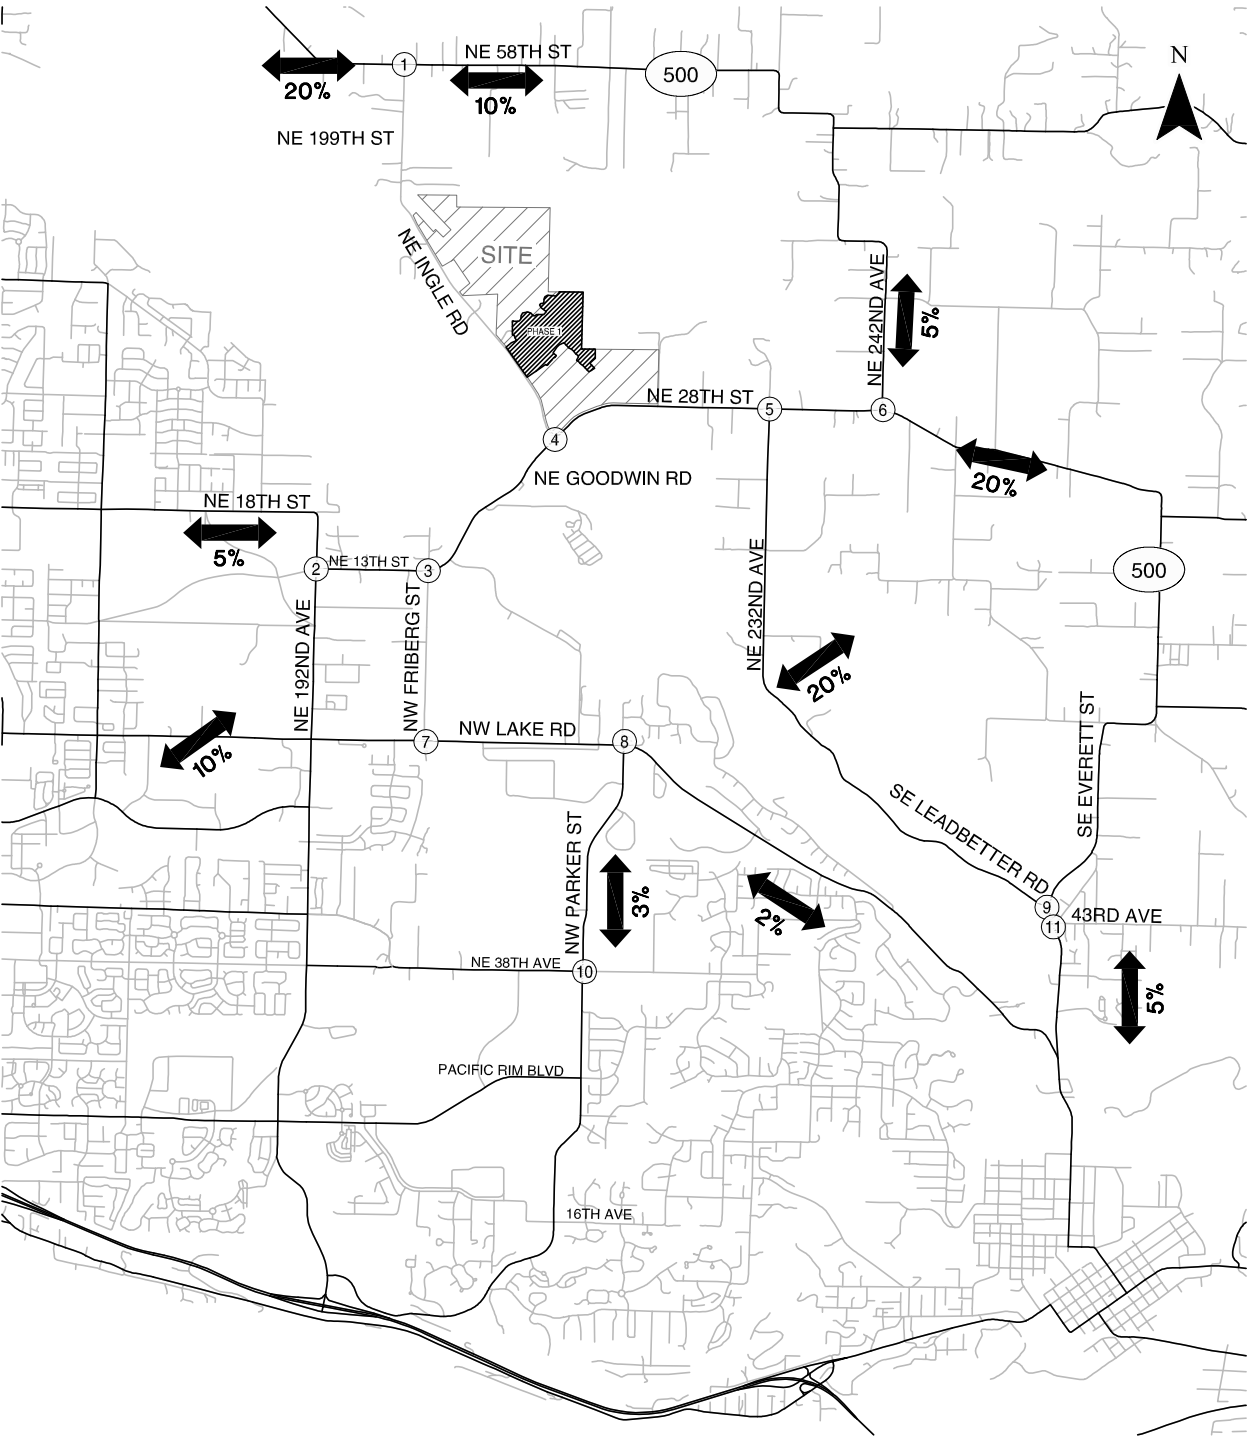 NE 58TH ST
N
1
500
20%
10%
NE 199TH ST
SITE
NE INGLE RD
NE 242ND AVE
5%
PHASE 1
NE 28TH ST
5
6
4
NE GOODWIN RD
20%
NE 18TH ST
5%
2
NE 13TH ST
3
500
NE 192ND AVE
NW FRIBERG ST
NE 232ND AVE
20%
10%
NW LAKE RD
7
8
SE EVERETT ST
SE LEADBETTER RD
NW PARKER ST
3%
2%
9
43RD AVE
11
NE 38TH AVE
10
5%
PACIFIC RIM BLVD
16TH AVE